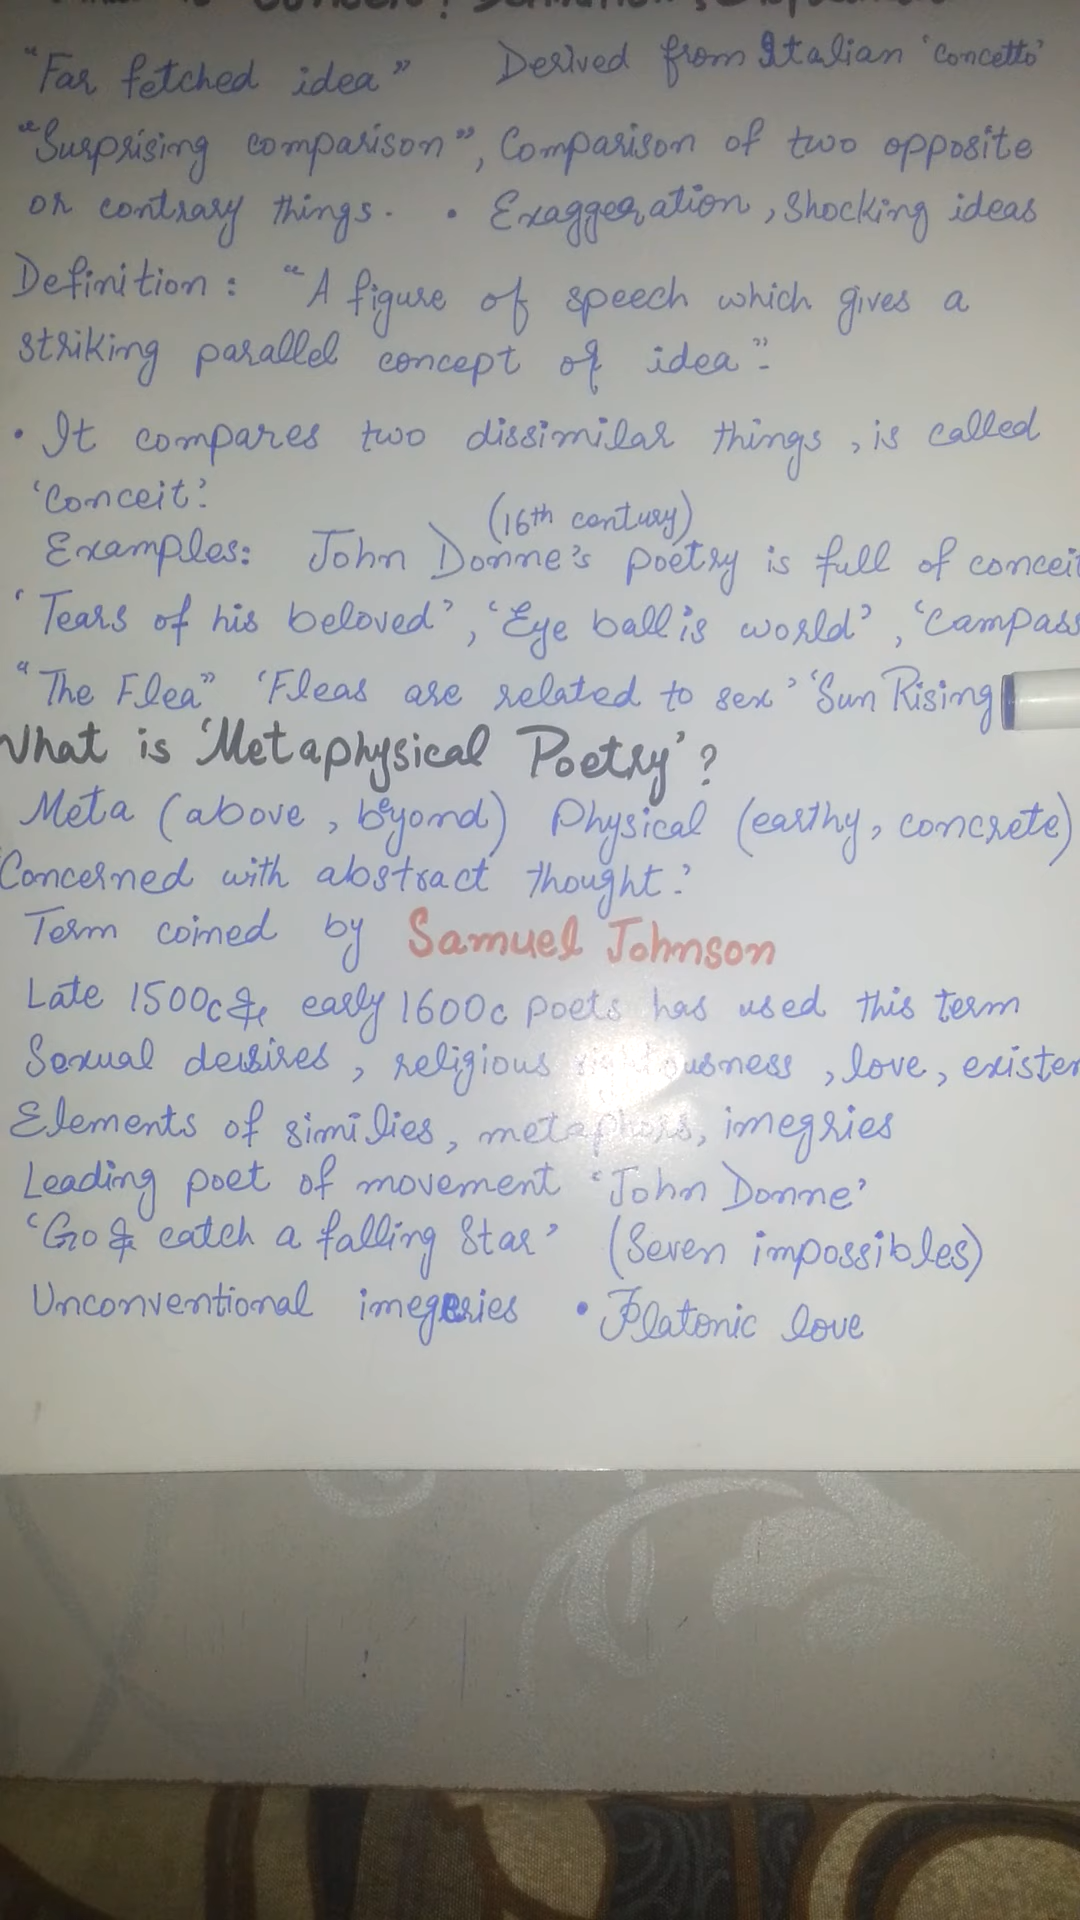 "Far fetched idea" Derived from Italian 'concetto'
"Surprising comparison", Comparison of two opposite
or contrary things. • Exaggeration, Shocking ideas
Definition: "A figure of speech which gives a
striking parallel concept of idea".
• It compares two dissimilar things, is called
'Conceit'.
(16th century)
Examples: John Donne's poetry is full of concei
'Tears of his beloved', 'Eye ball is world', 'Campass
"The Flea" 'Fleas are related to sex' 'Sun Rising
What is 'Metaphysical Poetry'?
Meta (above, beyond) Physical (earthy, concrete)
Concerned with abstract thought.'
Term coined by Samuel Johnson
Late 1500c & early 1600c poets has used this term
Sexual desires, religious rightousness, love, existen
Elements of similies, metaphors, imegries
Leading poet of movement 'John Donne'
'Go & catch a falling Star' (Seven impossibles)
Unconventional imegeries • Platonic love